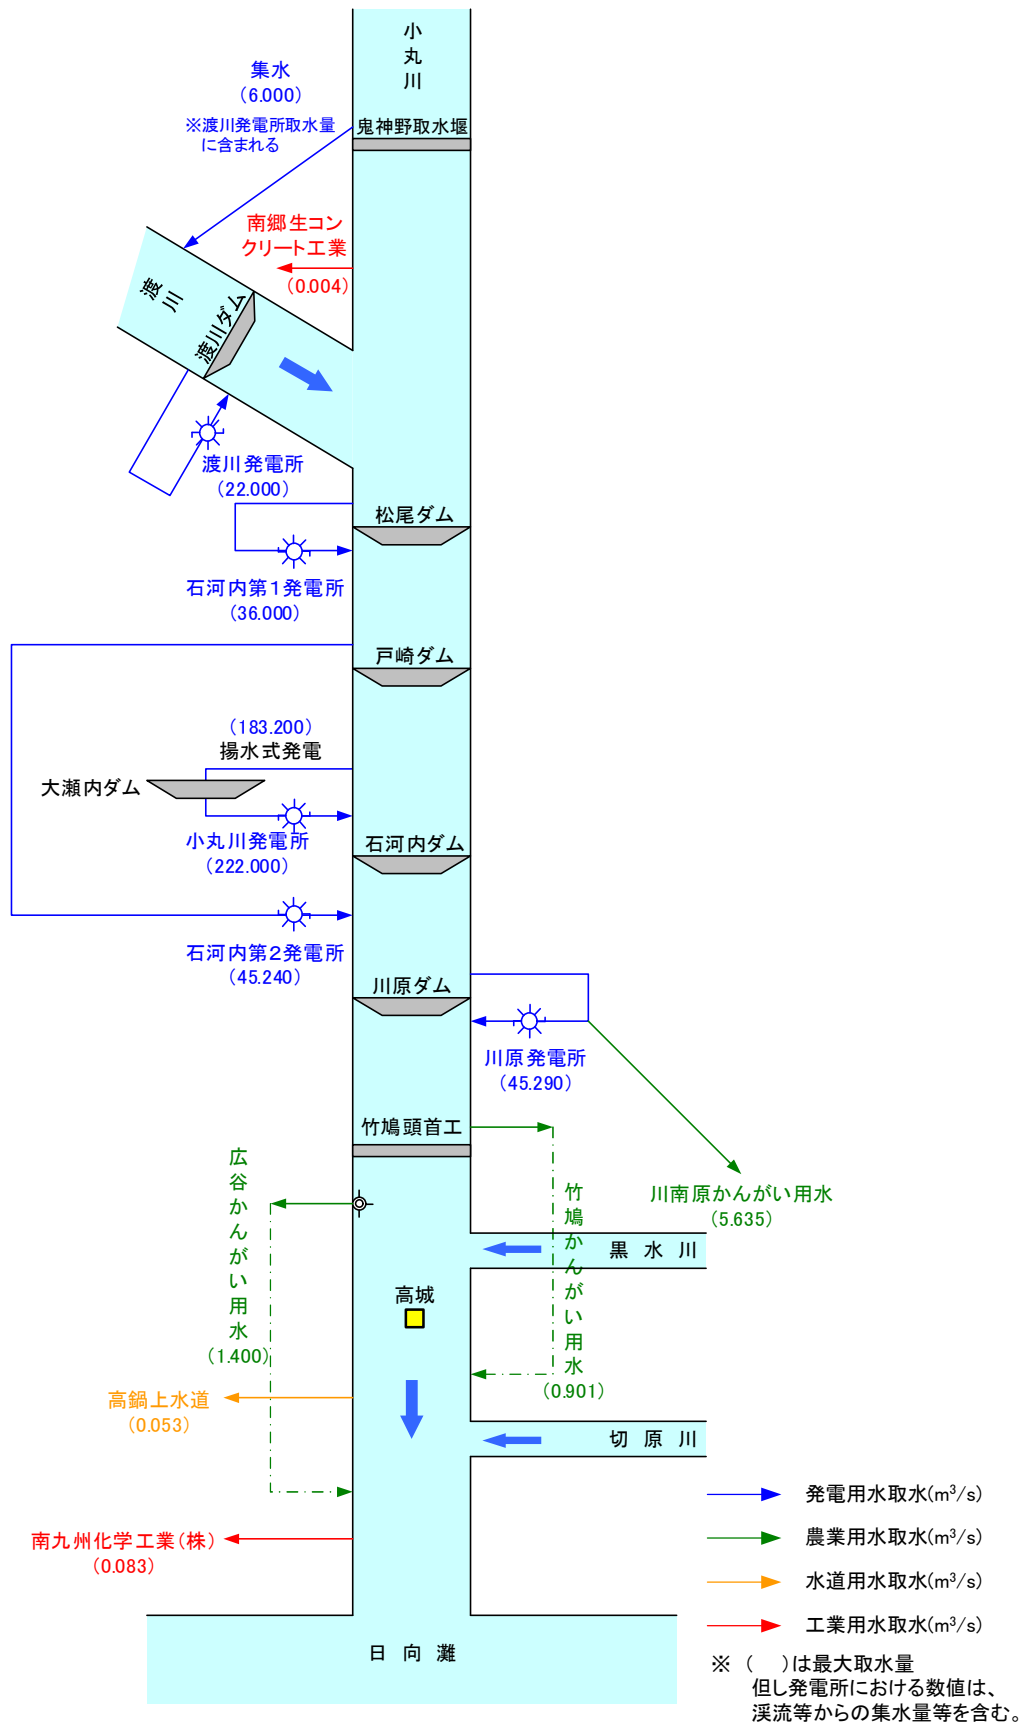 小丸川
集水
(6.000)
※渡川発電所取水量
に含まれる
鬼神野取水堰
南郷生コン
クリート工業
(0.004)
渡川
渡川ダム
渡川発電所
(22.000)
松尾ダム
石河内第１発電所
(36.000)
戸崎ダム
(183.200)
揚水式発電
大瀬内ダム
小丸川発電所
(222.000)
石河内ダム
石河内第２発電所
(45.240)
川原ダム
川原発電所
(45.290)
竹鳩頭首工
広谷かんがい用水
(1.400)
竹鳩かんがい用水
(0.901)
川南原かんがい用水
(5.635)
黒水川
高城
高鍋上水道
(0.053)
切原川
南九州化学工業(株)
(0.083)
日向灘
発電用水取水(m³/s)
農業用水取水(m³/s)
水道用水取水(m³/s)
工業用水取水(m³/s)
※（　）は最大取水量
但し発電所における数値は、
渓流等からの集水量等を含む。